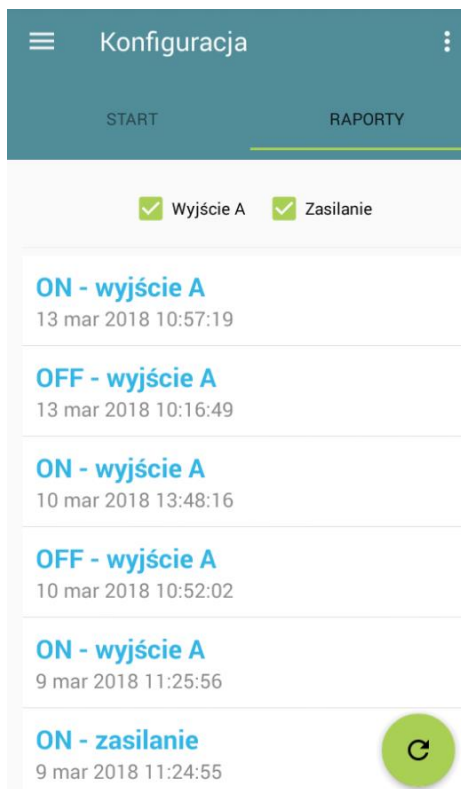 Konfiguracja
START RAPORTY
Wyjście A Zasilanie
ON - wyjście A
13 mar 2018 10:57:19
OFF - wyjście A
13 mar 2018 10:16:49
ON - wyjście A
10 mar 2018 13:48:16
OFF - wyjście A
10 mar 2018 10:52:02
ON - wyjście A
9 mar 2018 11:25:56
ON - zasilanie
9 mar 2018 11:24:55